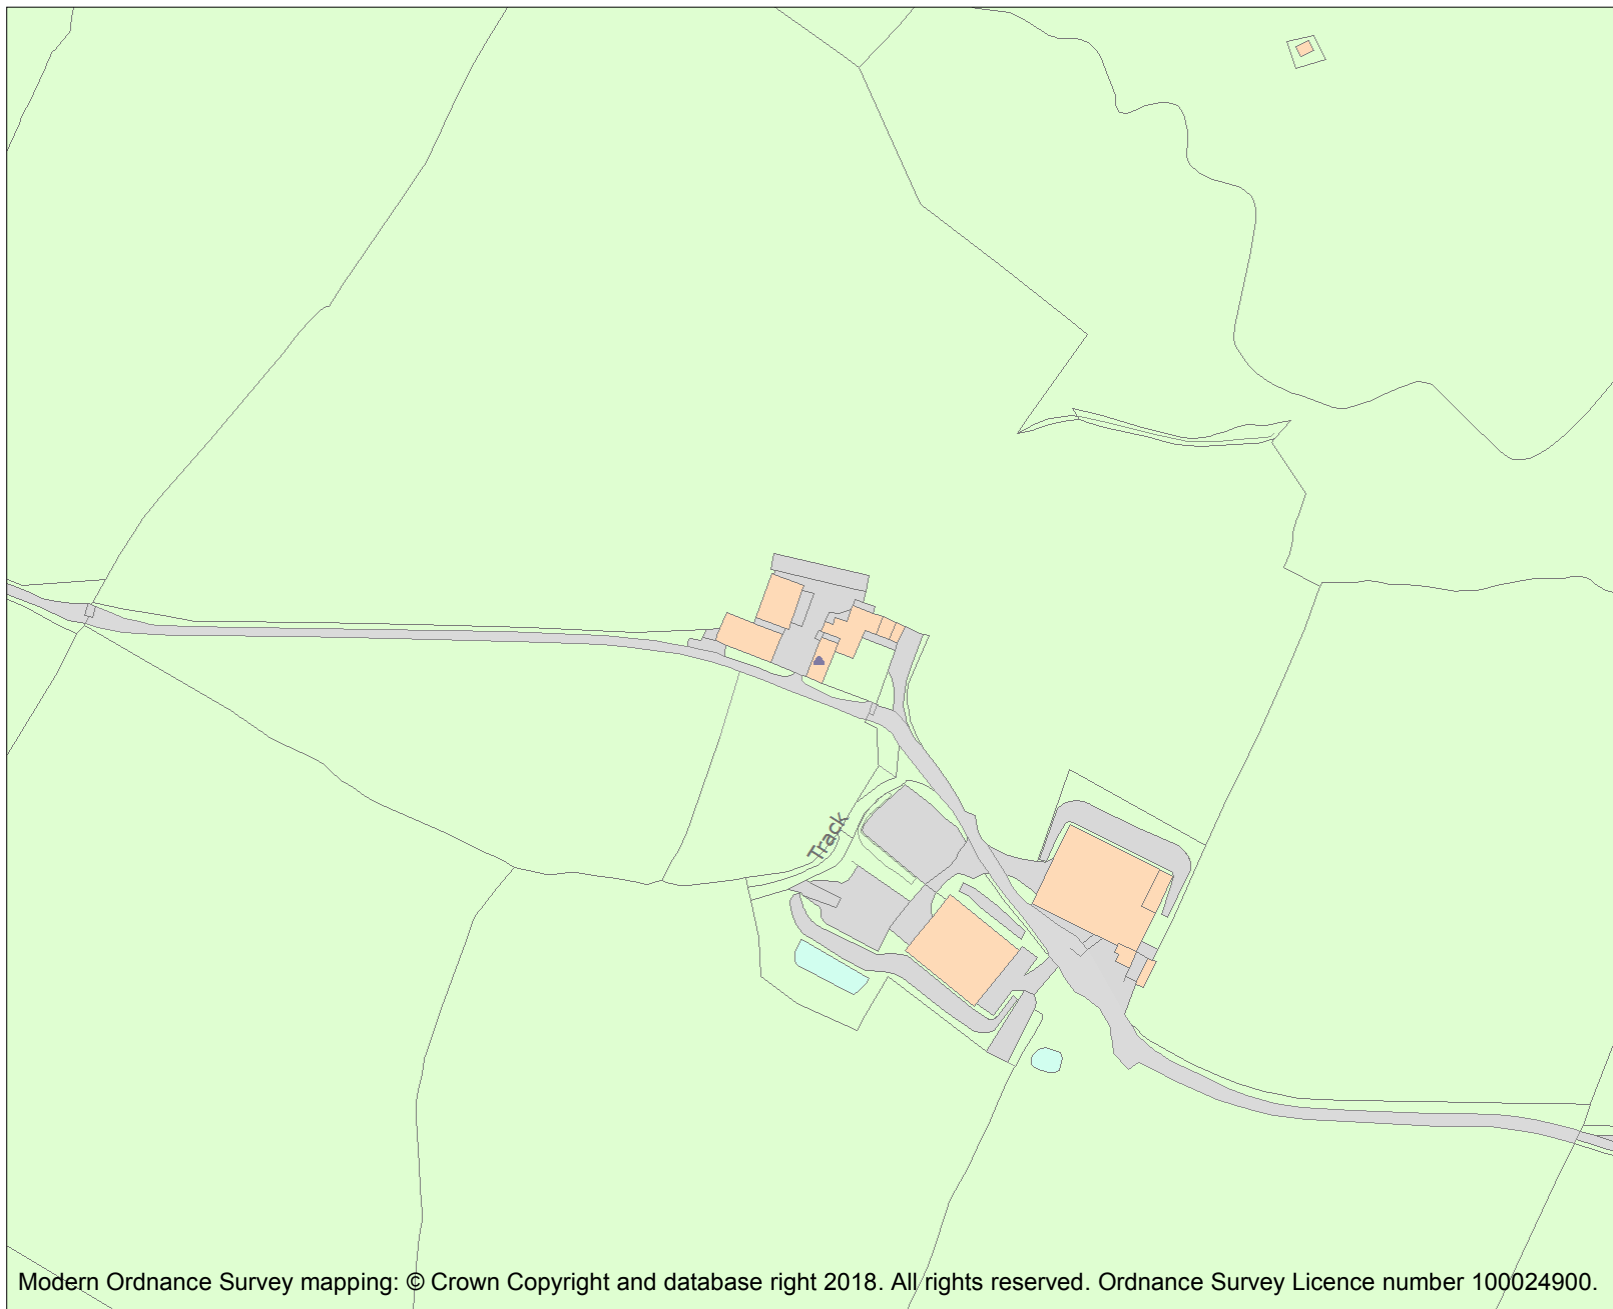 Track
Modern Ordnance Survey mapping: © Crown Copyright and database right 2018. All rights reserved. Ordnance Survey Licence number 100024900.